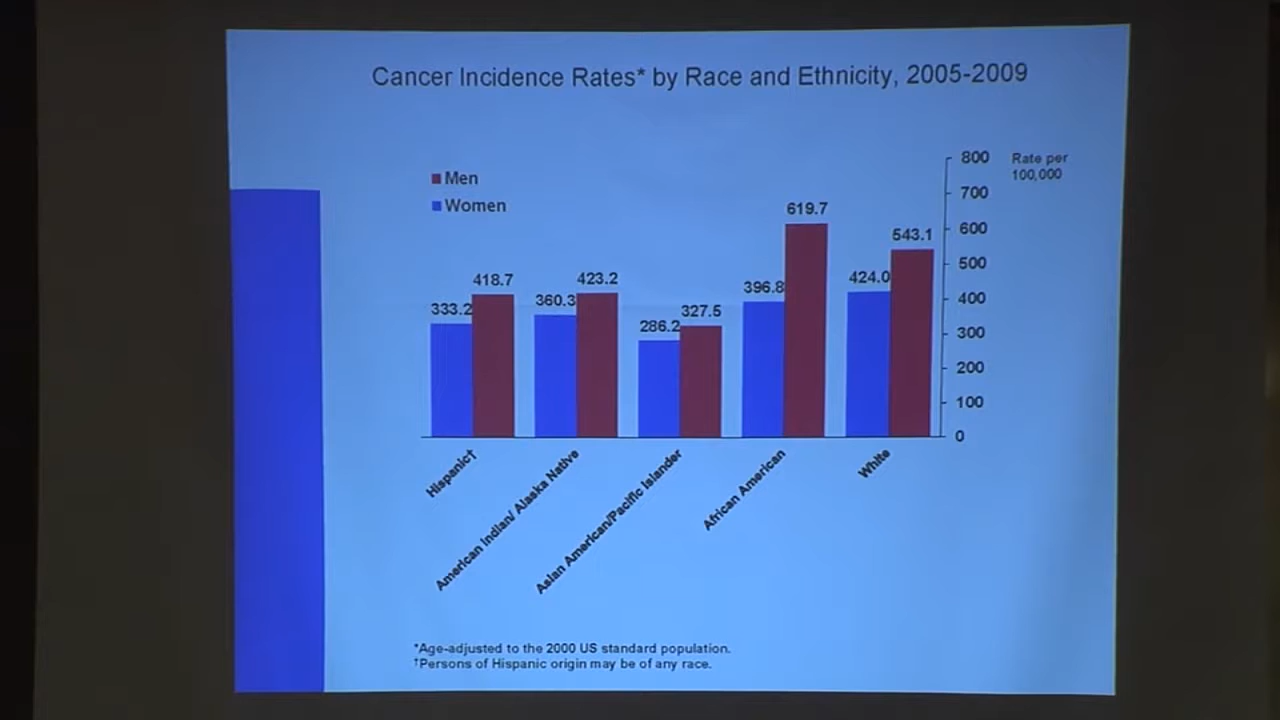 Cancer Incidence Rates* by Race and Ethnicity, 2005-2009
Men
Women
Rate per
100,000
800
700
600
500
400
300
200
100
0
333.2
418.7
360.3
423.2
286.2
327.5
396.8
619.7
424.0
543.1
Hispanic†
American Indian/ Alaska Native
Asian American/Pacific Islander
African American
White
*Age-adjusted to the 2000 US standard population.
†Persons of Hispanic origin may be of any race.